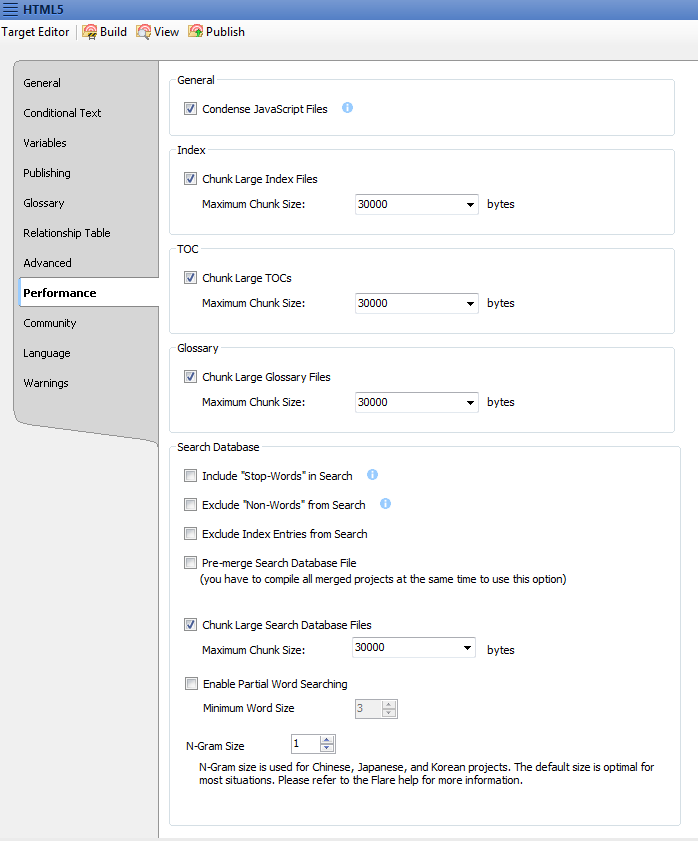 HTML5
Target Editor Build View Publish
General
Conditional Text
Variables
Publishing
Glossary
Relationship Table
Advanced
Performance
Community
Language
Warnings
General
Condense JavaScript Files
Index
Chunk Large Index Files
Maximum Chunk Size: 30000 bytes
TOC
Chunk Large TOCs
Maximum Chunk Size: 30000 bytes
Glossary
Chunk Large Glossary Files
Maximum Chunk Size: 30000 bytes
Search Database
Include "Stop-Words" in Search
Exclude "Non-Words" from Search
Exclude Index Entries from Search
Pre-merge Search Database File
(you have to compile all merged projects at the same time to use this option)
Chunk Large Search Database Files
Maximum Chunk Size: 30000 bytes
Enable Partial Word Searching
Minimum Word Size 3
N-Gram Size 1
N-Gram size is used for Chinese, Japanese, and Korean projects. The default size is optimal for
most situations. Please refer to the Flare help for more information.